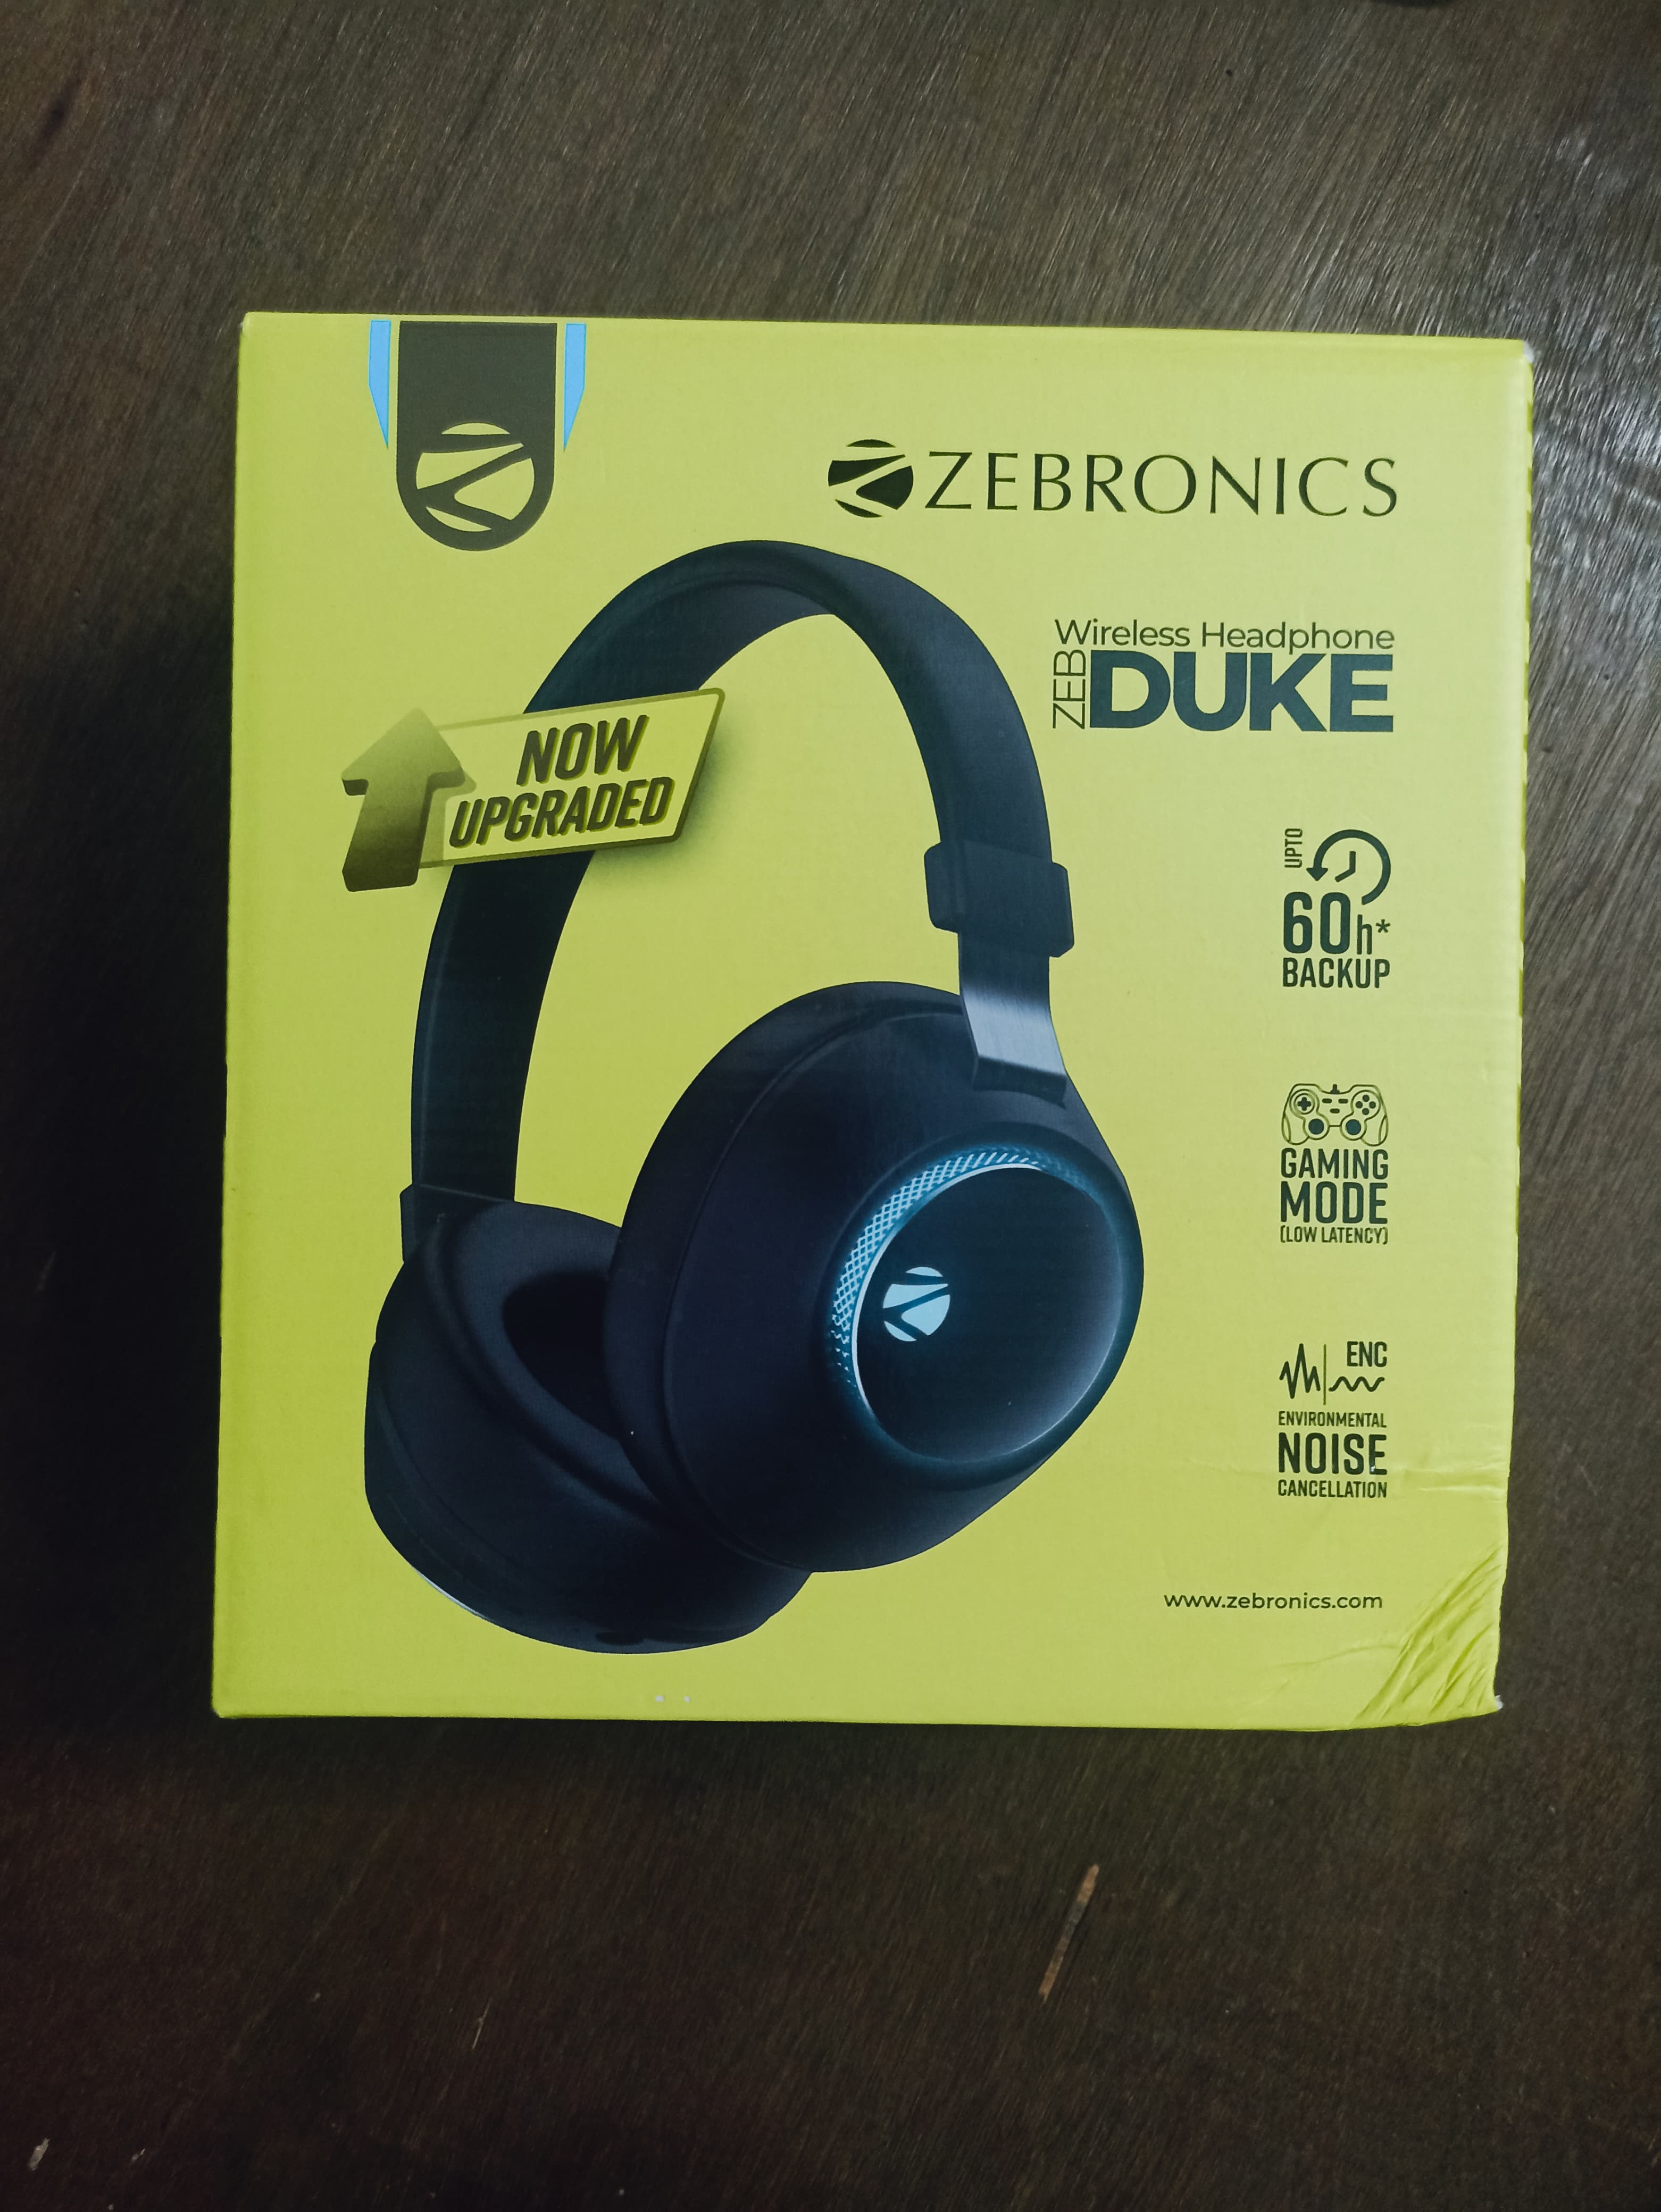 ZEBRONICS
Wireless Headphone
ZEB DUKE
NOW
UPGRADED
UPTO
60h*
BACKUP
GAMING
MODE
(LOW LATENCY)
ENC
ENVIRONMENTAL
NOISE
CANCELLATION
www.zebronics.com